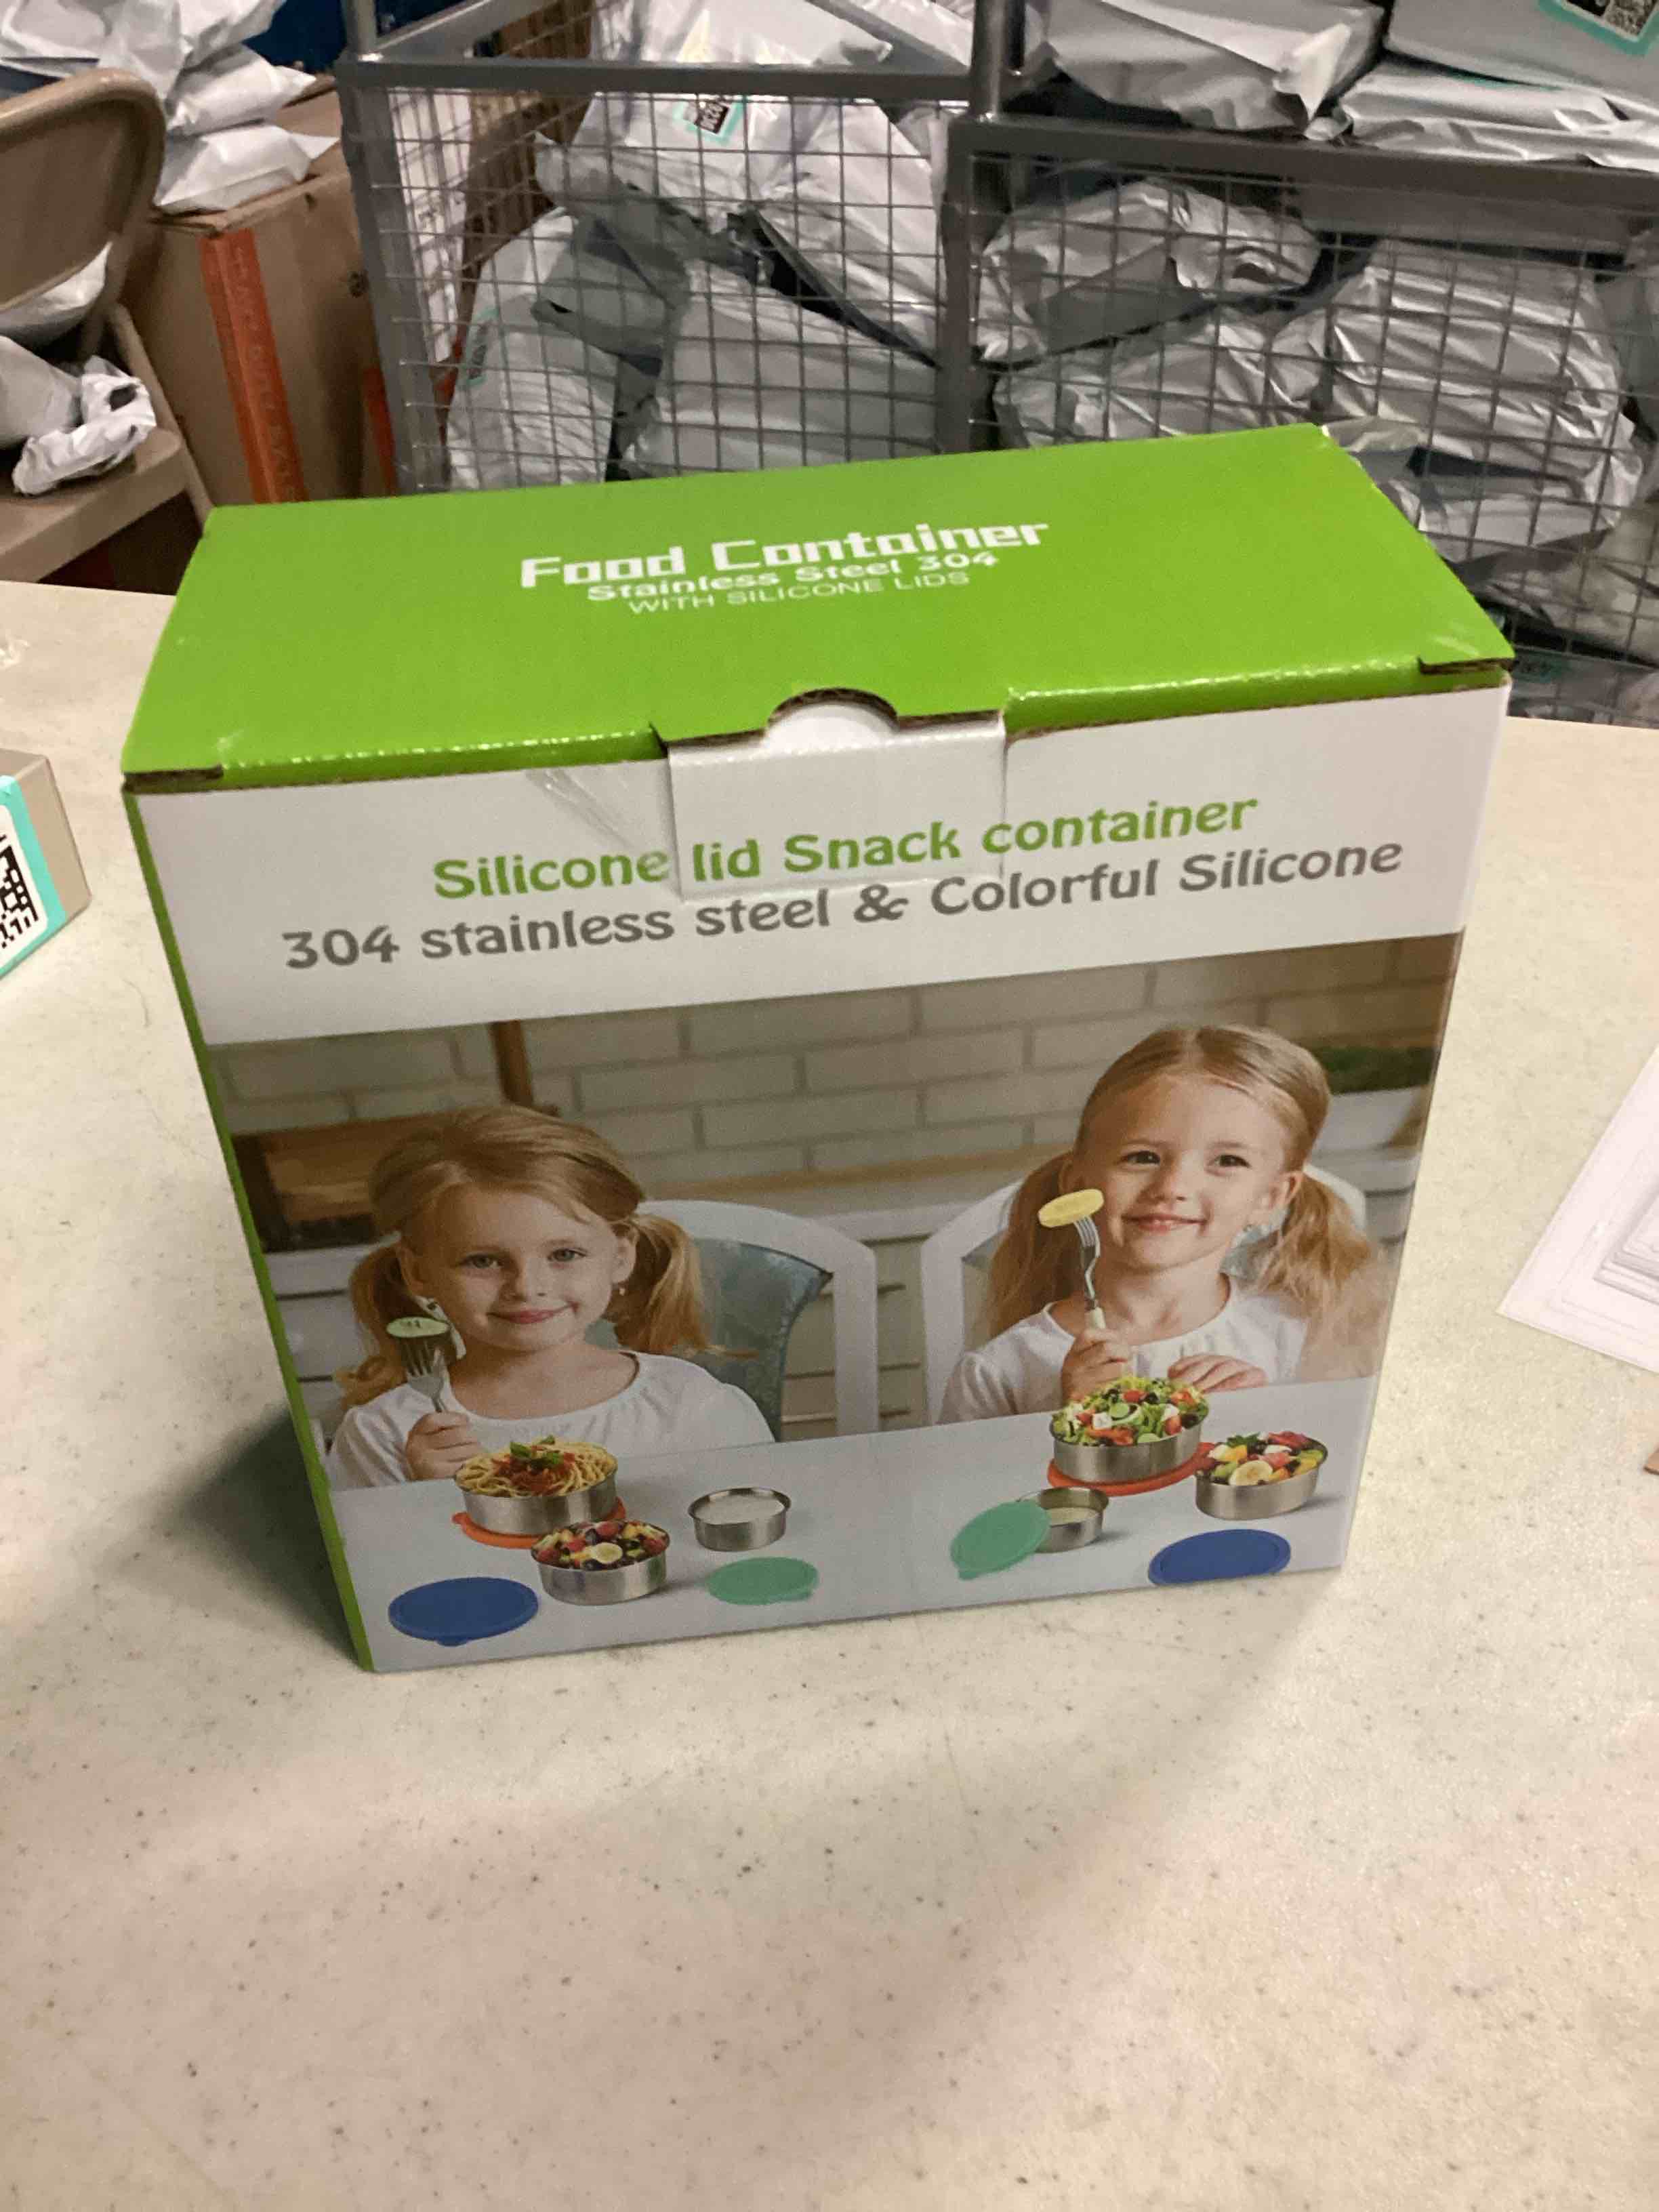 Food Container
Stainless Steel 304
WITH SILICONE LIDS
Silicone lid Snack container
304 stainless steel & Colorful Silicone